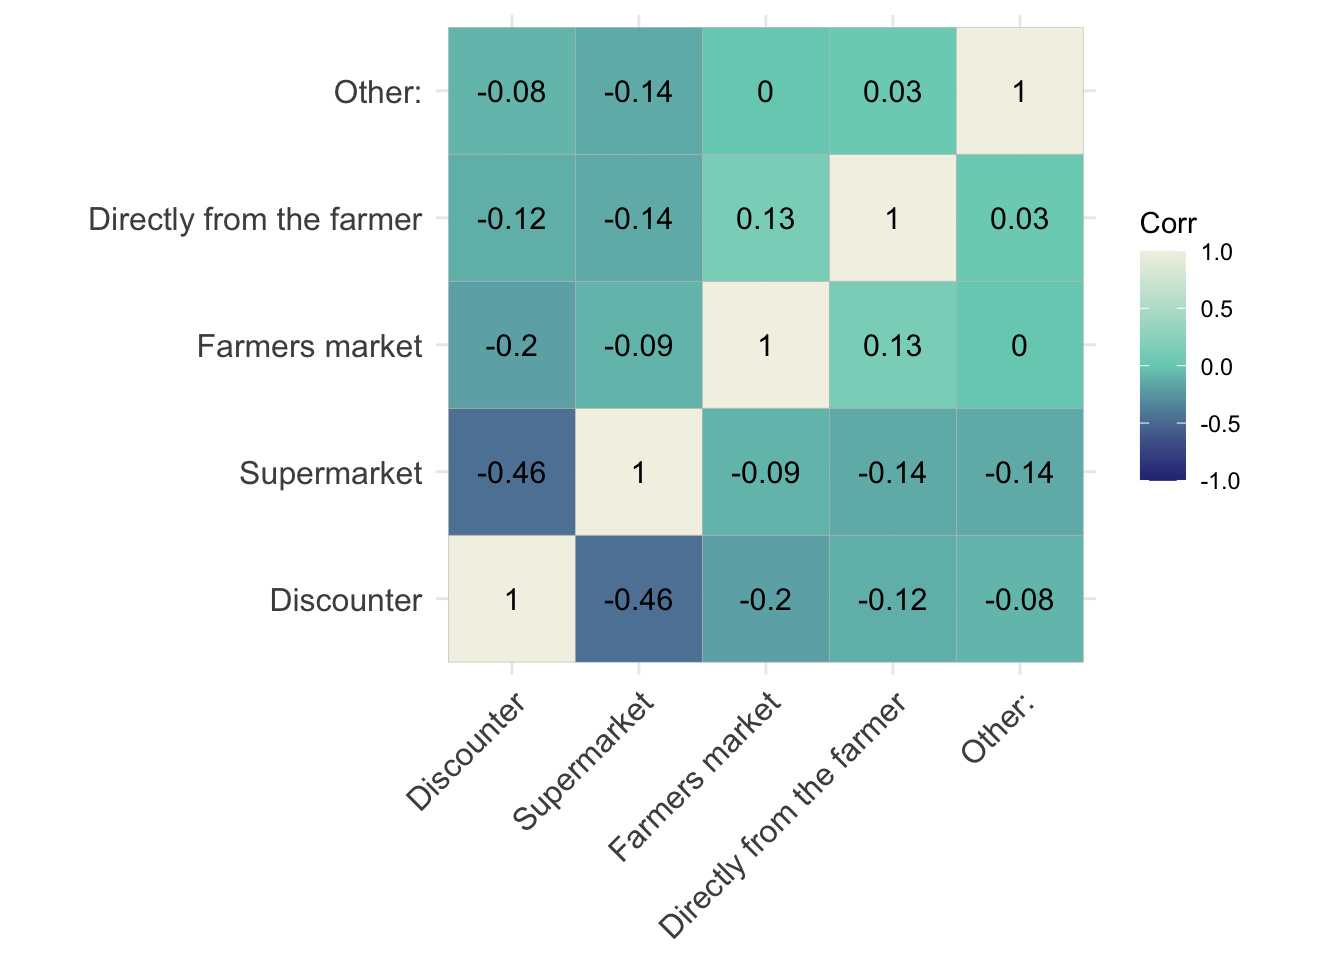 Other: -0.08 -0.14 0 0.03 1
Directly from the farmer -0.12 -0.14 0.13 1 0.03
Farmers market -0.2 -0.09 1 0.13 0
Supermarket -0.46 1 -0.09 -0.14 -0.14
Discounter 1 -0.46 -0.2 -0.12 -0.08
Discounter
Supermarket
Farmers market
Directly from the farmer
Other:
Corr
1.0
0.5
0.0
-0.5
-1.0